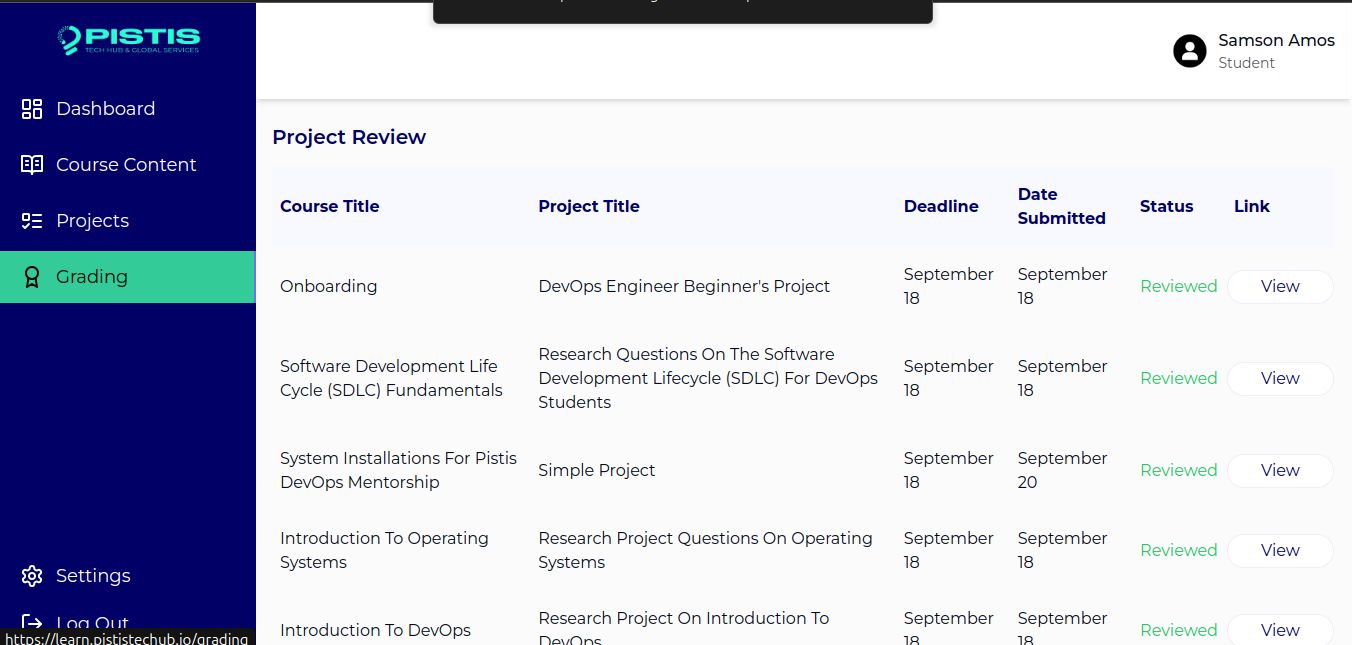 PISTIS
TECH HUB & GLOBAL SERVICES
Samson Amos
Student
Dashboard
Course Content
Projects
Grading
Settings
Log Out
https://learn.pististechub.io/grading
Project Review
Course Title Project Title Deadline Date Submitted Status Link
Onboarding DevOps Engineer Beginner's Project September 18 September 18 Reviewed View
Software Development Life Cycle (SDLC) Fundamentals Research Questions On The Software Development Lifecycle (SDLC) For DevOps Students September 18 September 18 Reviewed View
System Installations For Pistis DevOps Mentorship Simple Project September 18 September 20 Reviewed View
Introduction To Operating Systems Research Project Questions On Operating Systems September 18 September 18 Reviewed View
Introduction To DevOps Research Project On Introduction To DevOps September 18 September 18 Reviewed View